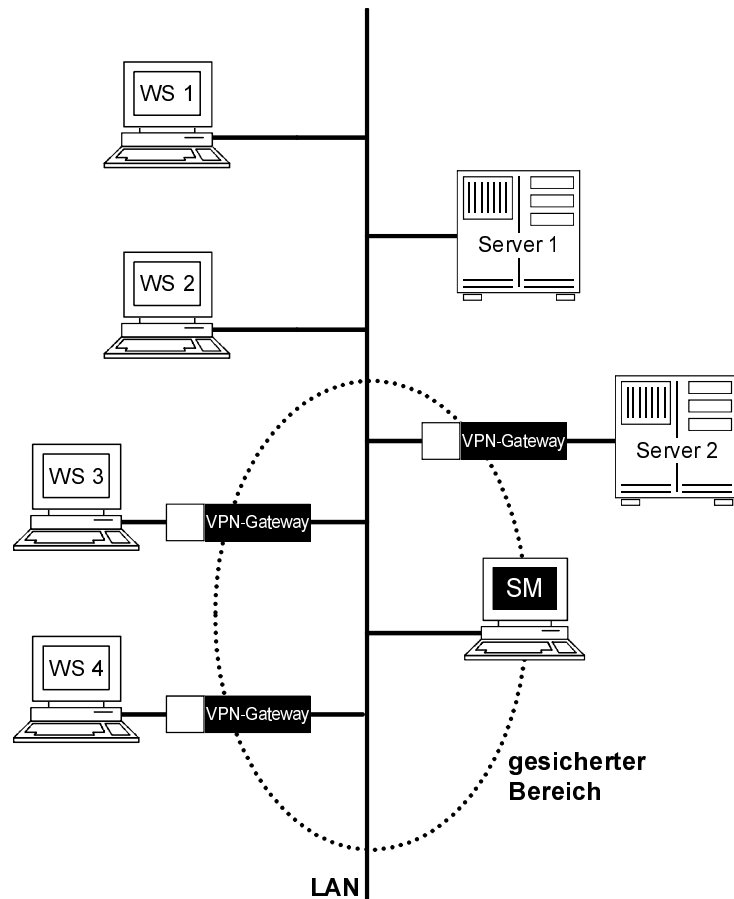 WS 1
Server 1
WS 2
VPN-Gateway
Server 2
WS 3
VPN-Gateway
SM
WS 4
VPN-Gateway
gesicherter
Bereich
LAN